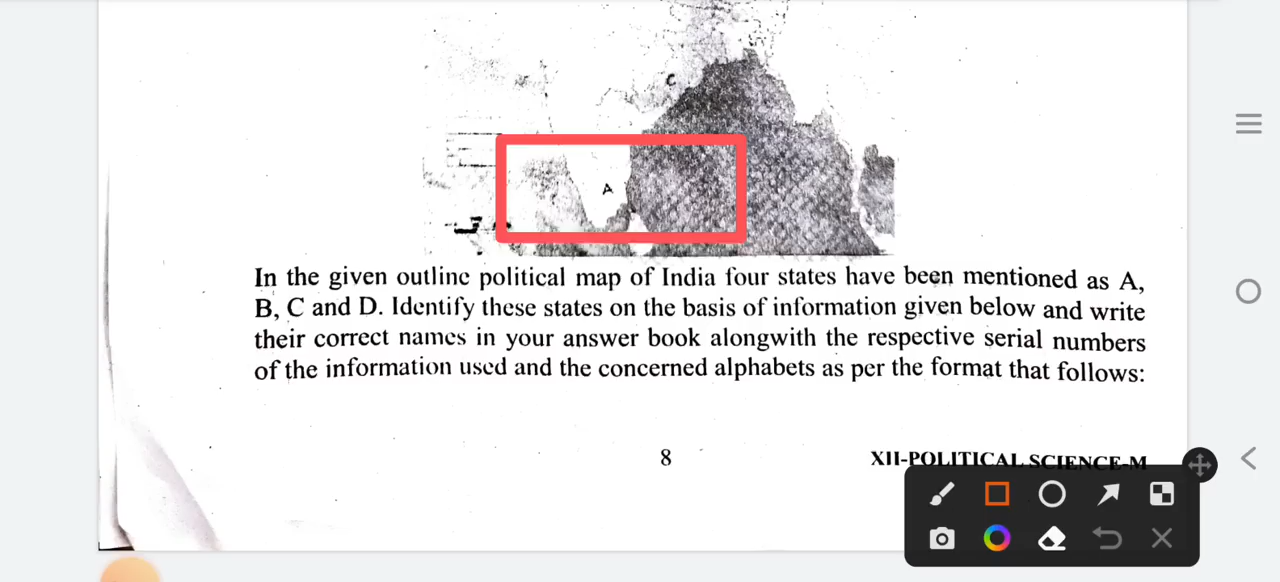 C
A
In the given outline political map of India four states have been mentioned as A,
B, C and D. Identify these states on the basis of information given below and write
their correct names in your answer book alongwith the respective serial numbers
of the information used and the concerned alphabets as per the format that follows:
8
XII-POLITICAL SCIENCE-M